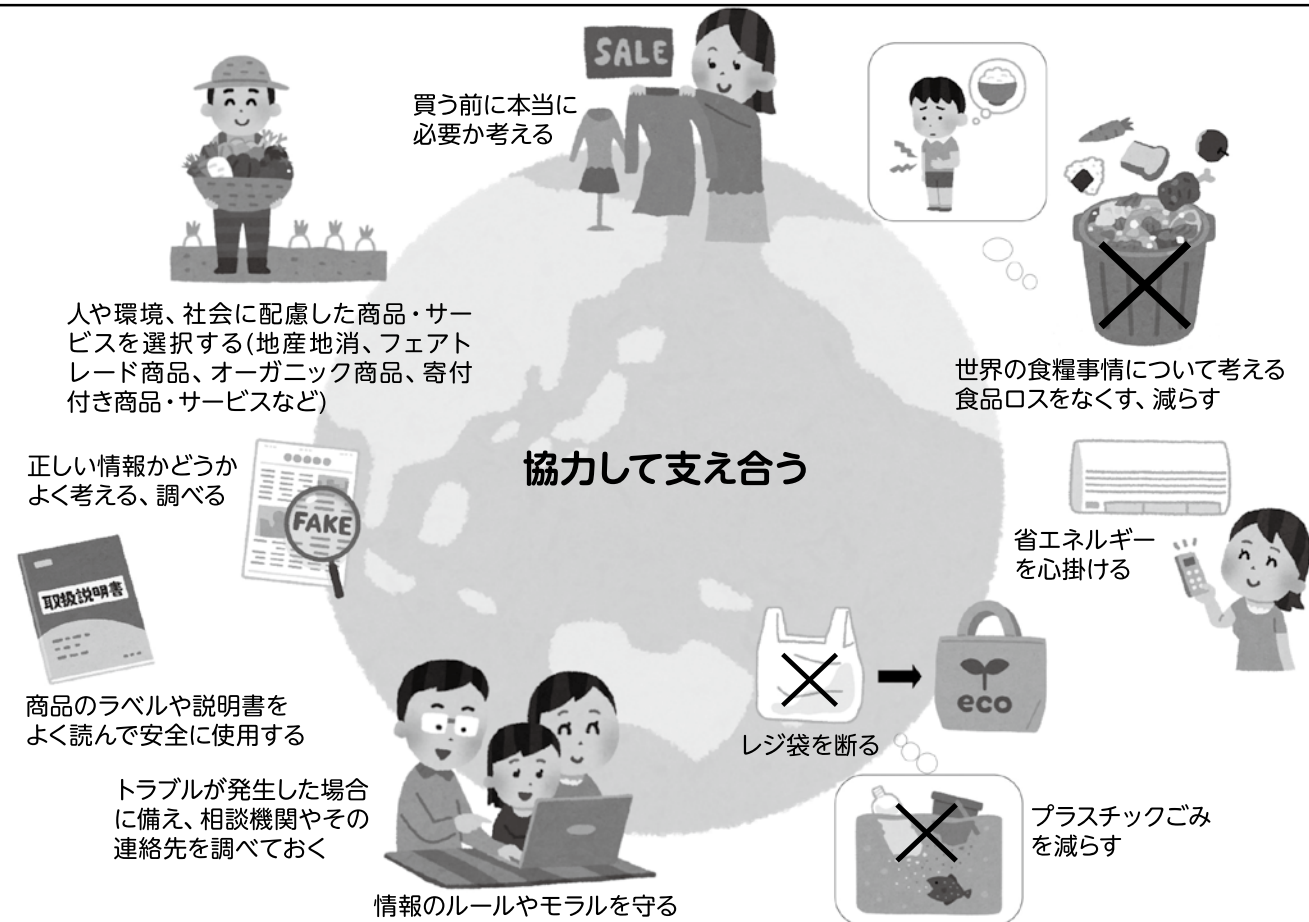 SALE
買う前に本当に
必要か考える
人や環境、社会に配慮した商品・サー
ビスを選択する(地産地消、フェアト
レード商品、オーガニック商品、寄付
付き商品・サービスなど)
世界の食糧事情について考える
食品ロスをなくす、減らす
正しい情報かどうか
よく考える、調べる
FAKE
協力して支え合う
省エネルギー
を心掛ける
取扱説明書
商品のラベルや説明書を
よく読んで安全に使用する
eco
レジ袋を断る
トラブルが発生した場合
に備え、相談機関やその
連絡先を調べておく
プラスチックごみ
を減らす
情報のルールやモラルを守る